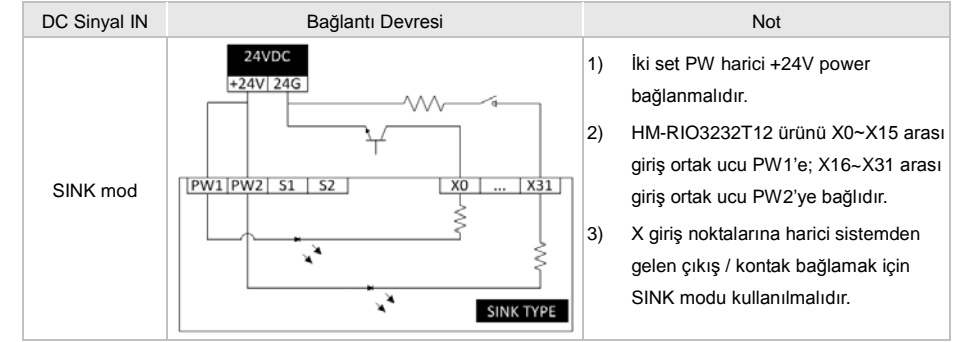 DC Sinyal IN
Bağlantı Devresi
Not
SINK mod
24VDC
+24V 24G
PW1 PW2 S1 S2 X0 ... X31
SINK TYPE
1) İki set PW harici +24V power
bağlanmalıdır.
2) HM-RIO3232T12 ürünü X0~X15 arası
giriş ortak ucu PW1'e; X16~X31 arası
giriş ortak ucu PW2'ye bağlıdır.
3) X giriş noktalarına harici sistemden
gelen çıkış / kontak bağlamak için
SINK modu kullanılmalıdır.